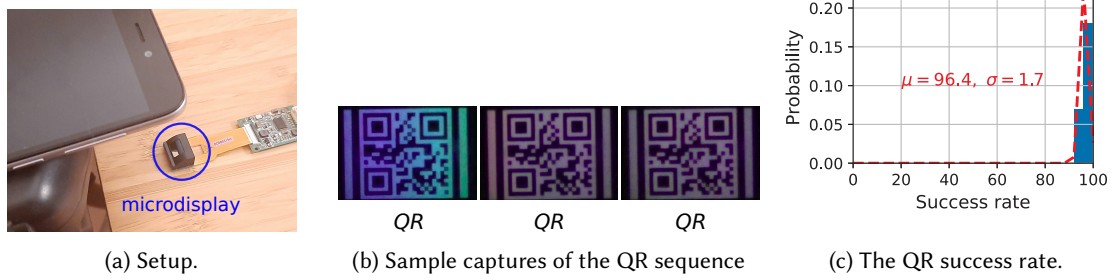 microdisplay
(a) Setup.
QR QR QR
(b) Sample captures of the QR sequence
0.20
0.15
0.10
0.05
0.00
Probability
μ = 96.4, σ = 1.7
0 20 40 60 80 100
Success rate
(c) The QR success rate.